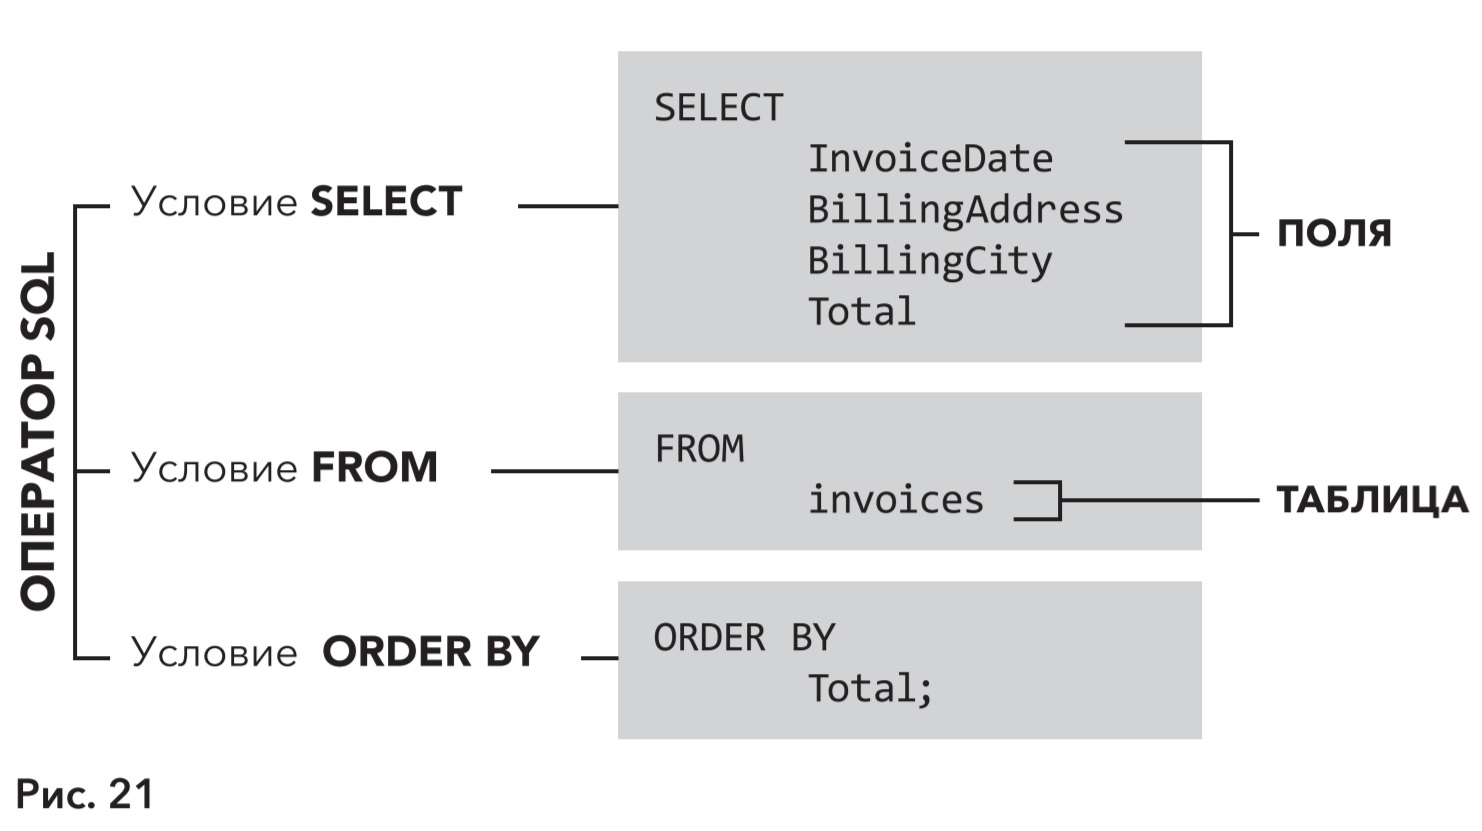 ОПЕРАТОР SQL
Условие SELECT
SELECT
InvoiceDate
BillingAddress
BillingCity
Total
ПОЛЯ
Условие FROM
FROM
invoices
ТАБЛИЦА
Условие ORDER BY
ORDER BY
Total;
Рис. 21